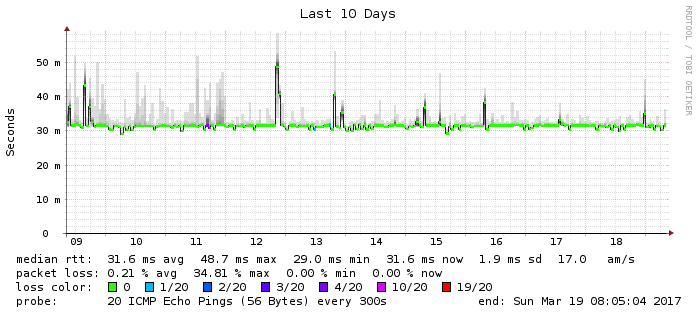 Last 10 Days
RRDTOOL / TOBI OETIKER
Seconds
50 m
40 m
30 m
20 m
10 m
0
09 10 11 12 13 14 15 16 17 18
median rtt: 31.6 ms avg 48.7 ms max 29.0 ms min 31.6 ms now 1.9 ms sd 17.0 am/s
packet loss: 0.21 % avg 34.81 % max 0.00 % min 0.00 % now
loss color: 0 1/20 2/20 3/20 4/20 10/20 19/20
probe: 20 ICMP Echo Pings (56 Bytes) every 300s end: Sun Mar 19 08:05:04 2017